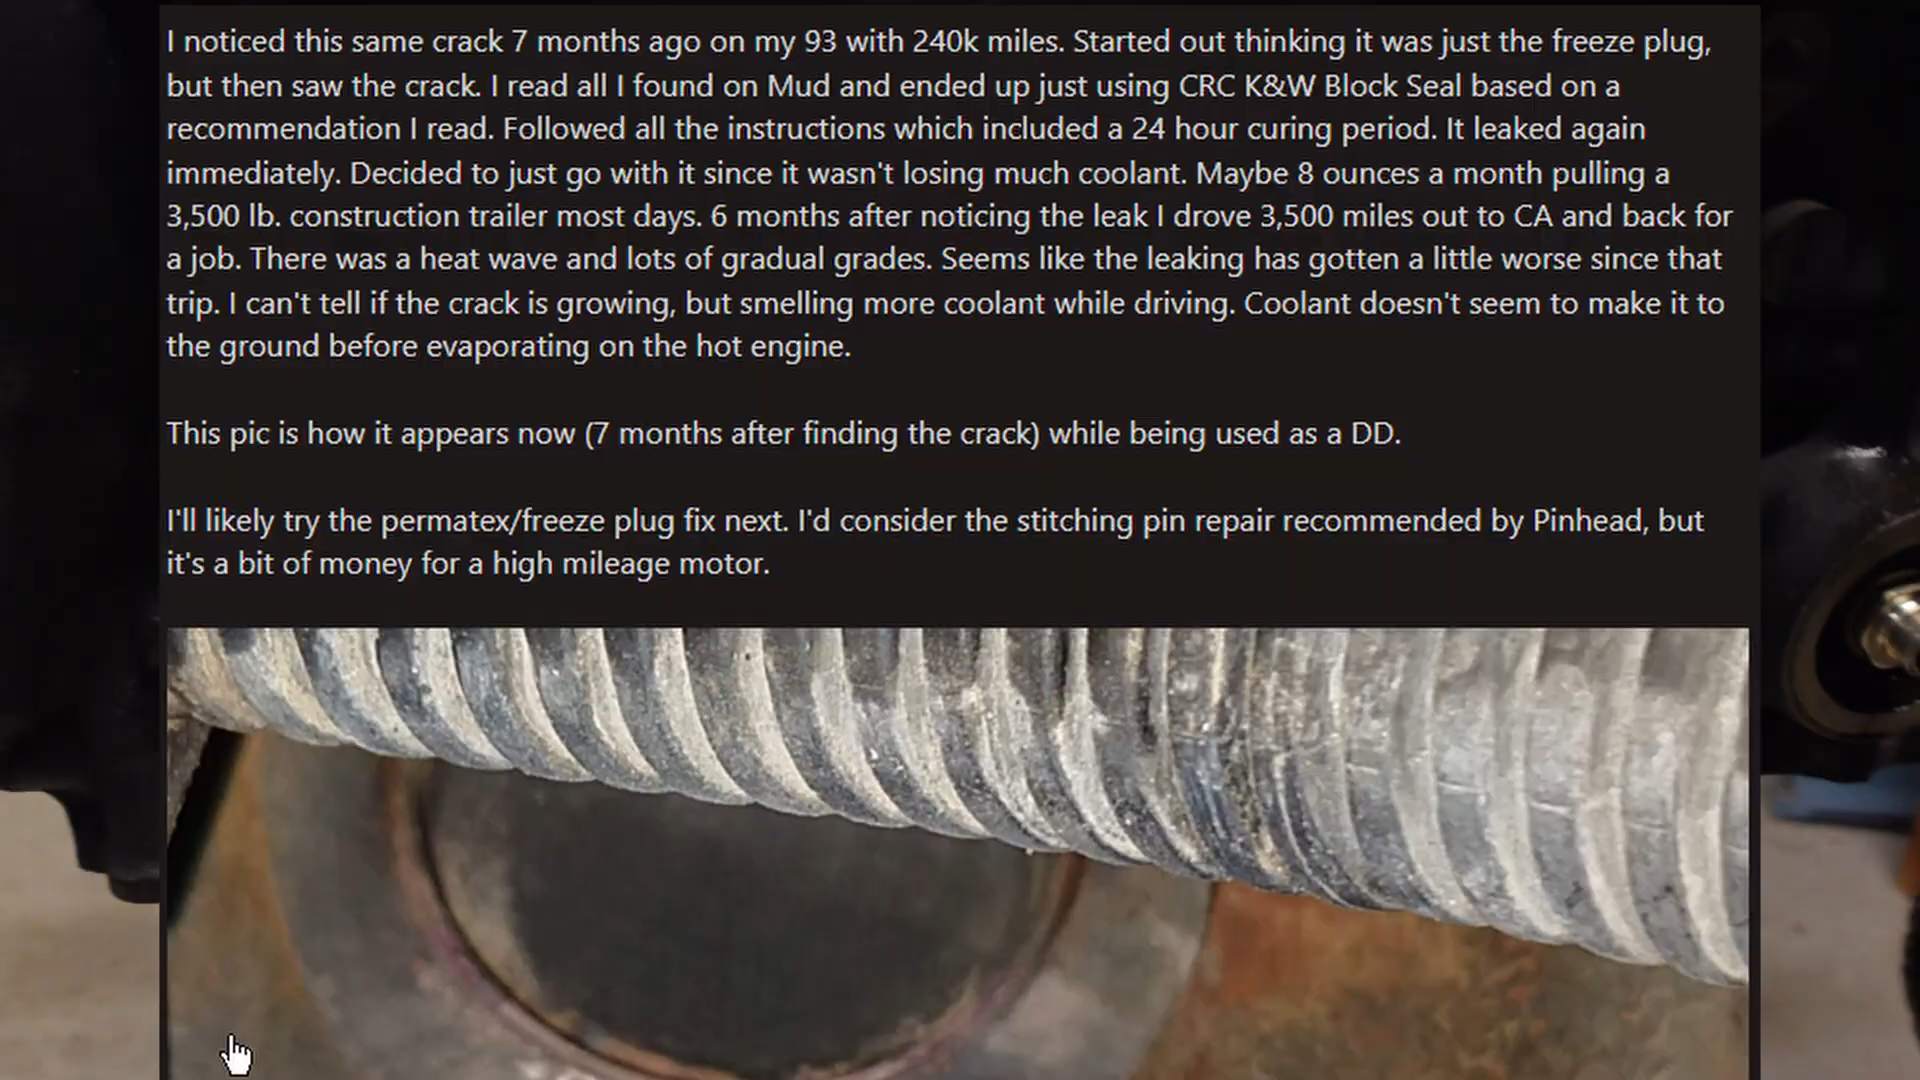 I noticed this same crack 7 months ago on my 93 with 240k miles. Started out thinking it was just the freeze plug,
but then saw the crack. I read all I found on Mud and ended up just using CRC K&W Block Seal based on a
recommendation I read. Followed all the instructions which included a 24 hour curing period. It leaked again
immediately. Decided to just go with it since it wasn't losing much coolant. Maybe 8 ounces a month pulling a
3,500 lb. construction trailer most days. 6 months after noticing the leak I drove 3,500 miles out to CA and back for
a job. There was a heat wave and lots of gradual grades. Seems like the leaking has gotten a little worse since that
trip. I can't tell if the crack is growing, but smelling more coolant while driving. Coolant doesn't seem to make it to
the ground before evaporating on the hot engine.
This pic is how it appears now (7 months after finding the crack) while being used as a DD.
I'll likely try the permatex/freeze plug fix next. I'd consider the stitching pin repair recommended by Pinhead, but
it's a bit of money for a high mileage motor.